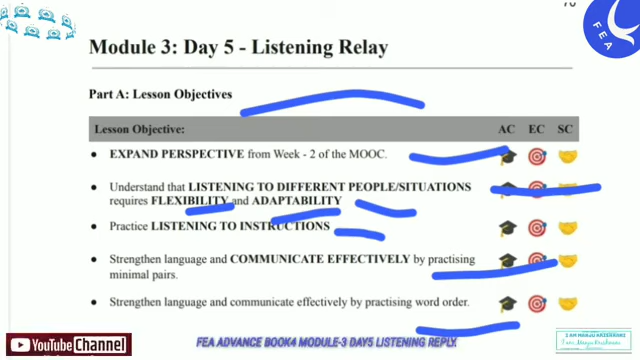 FEA
Module 3: Day 5 - Listening Relay
Part A: Lesson Objectives
Lesson Objective: AC EC SC
● EXPAND PERSPECTIVE from Week - 2 of the MOOC.
● Understand that LISTENING TO DIFFERENT PEOPLE/SITUATIONS
requires FLEXIBILITY and ADAPTABILITY
● Practice LISTENING TO INSTRUCTIONS
● Strengthen language and COMMUNICATE EFFECTIVELY by practising
minimal pairs.
● Strengthen language and communicate effectively by practising word order.
YouTube Channel
FEA ADVANCE BOOK4 MODULE-3 DAY5 LISTENING REPLY.